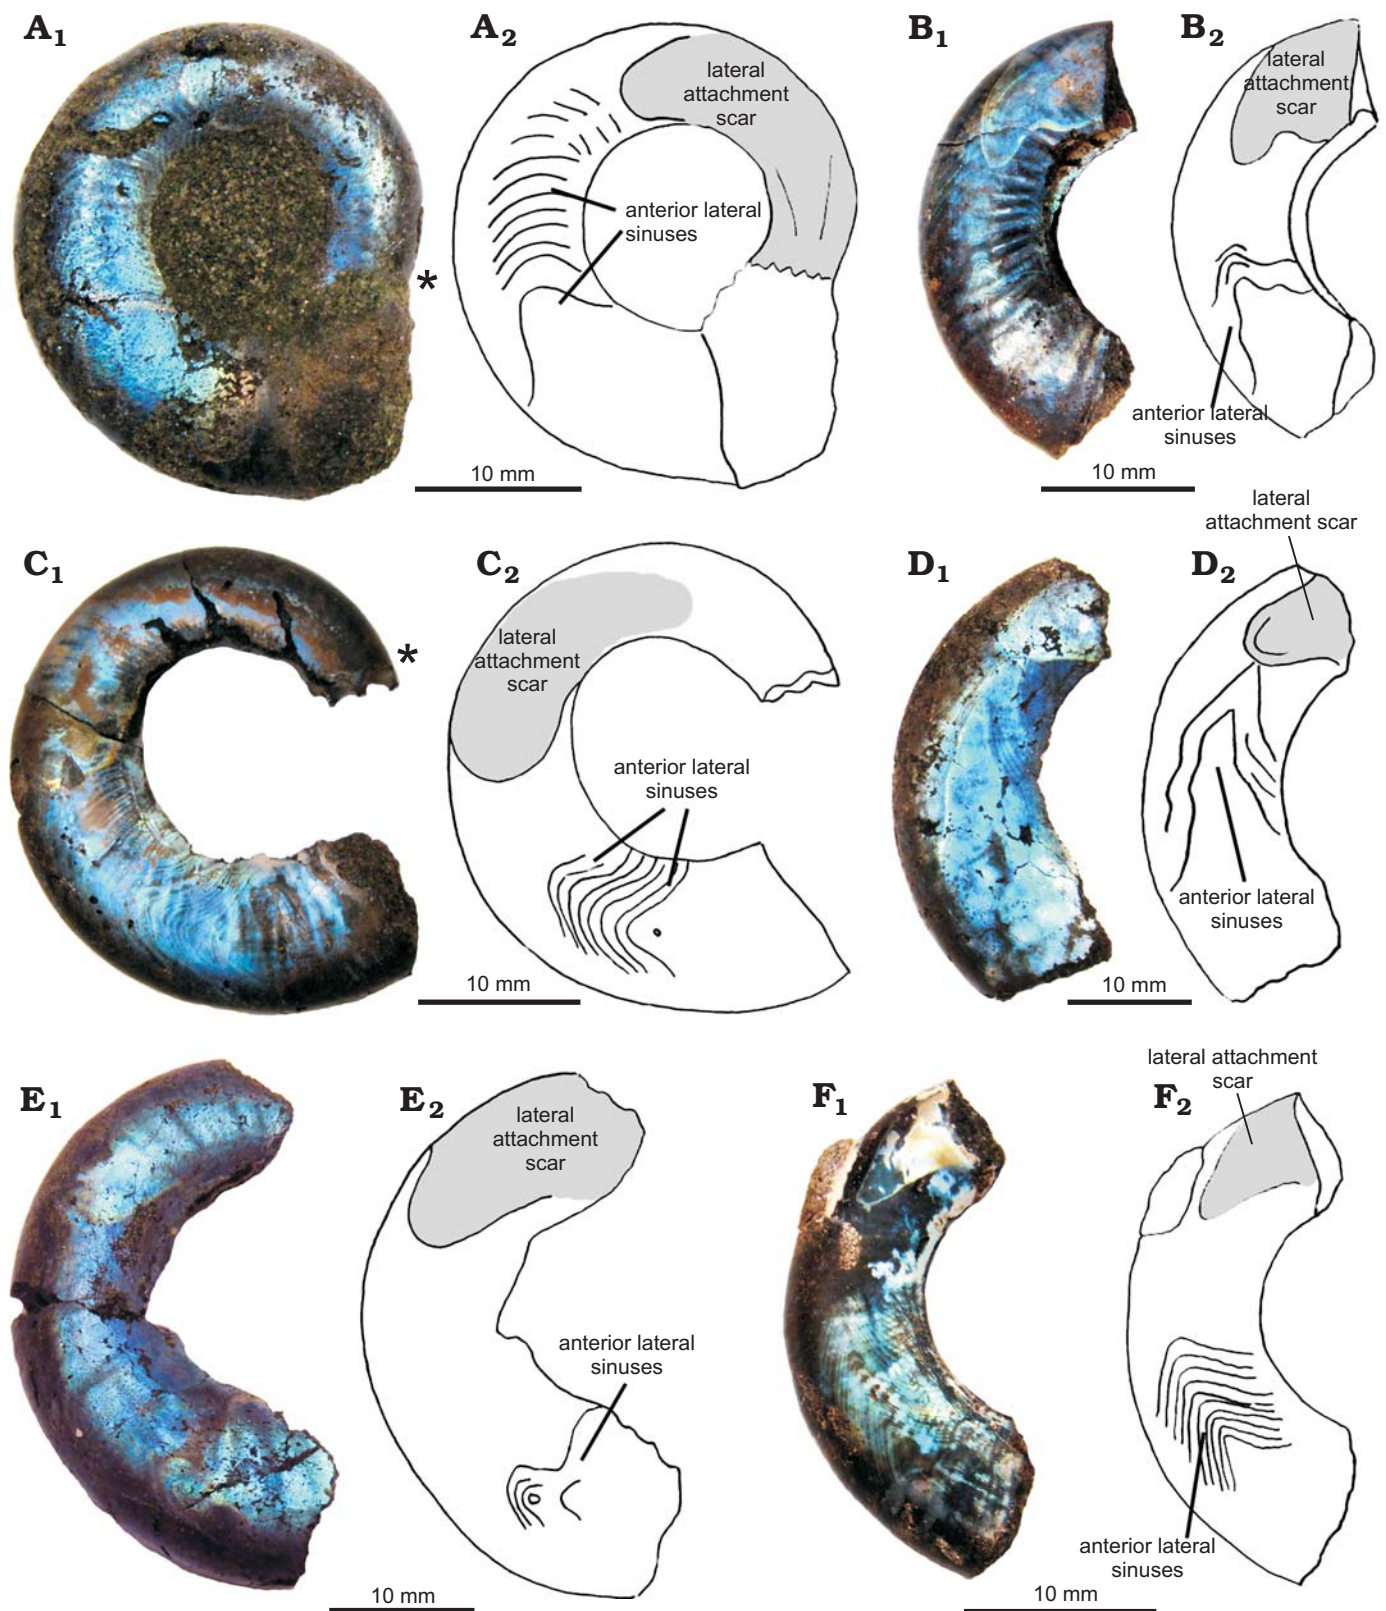 A1
A2
lateral
attachment
scar
anterior lateral
sinuses
*
10 mm
B1
B2
lateral
attachment
scar
anterior lateral
sinuses
10 mm
C1
C2
lateral
attachment
scar
anterior lateral
sinuses
*
10 mm
D1
D2
lateral
attachment scar
anterior lateral
sinuses
10 mm
E1
E2
lateral
attachment
scar
anterior lateral
sinuses
10 mm
F1
F2
lateral attachment
scar
anterior lateral
sinuses
10 mm